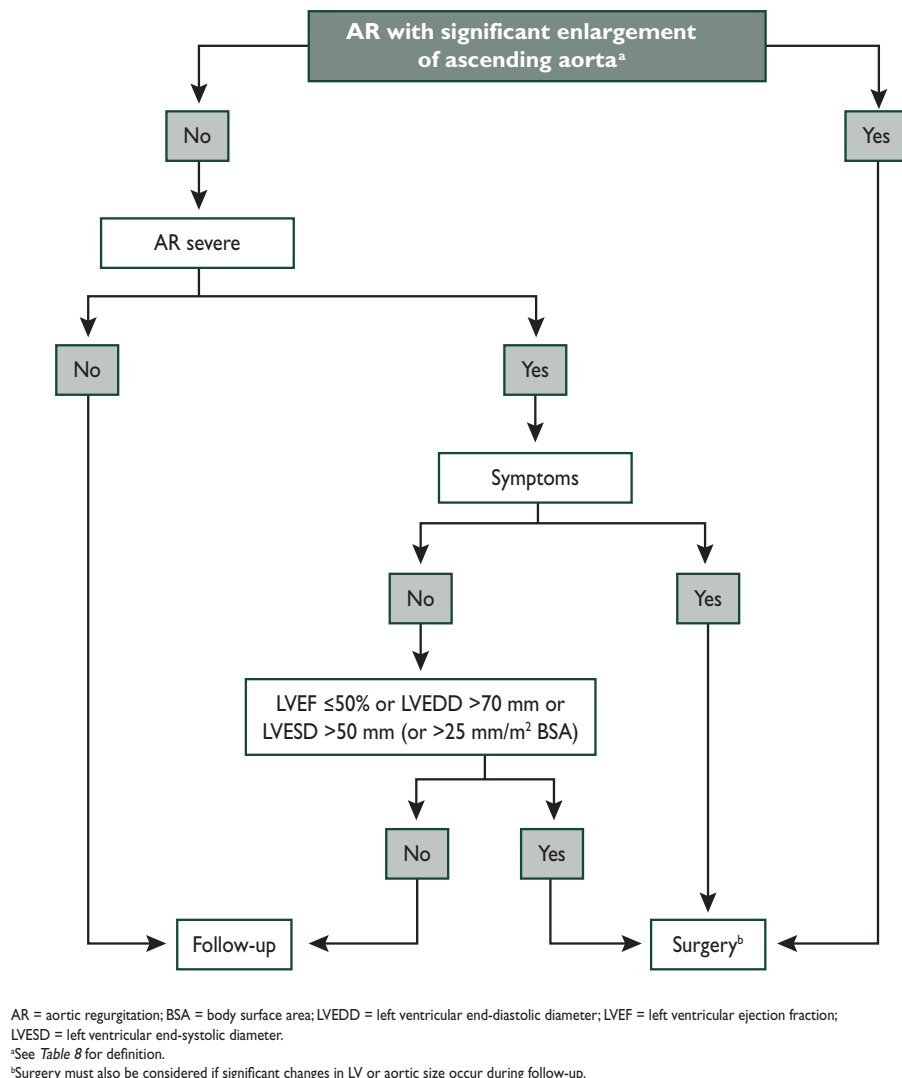 AR with significant enlargement
of ascending aortaᵃ
No
Yes
AR severe
No
Yes
Symptoms
No
Yes
LVEF ≤50% or LVEDD >70 mm or
LVESD >50 mm (or >25 mm/m² BSA)
No
Yes
Follow-up
Surgeryᵇ
AR = aortic regurgitation; BSA = body surface area; LVEDD = left ventricular end-diastolic diameter; LVEF = left ventricular ejection fraction;
LVESD = left ventricular end-systolic diameter.
ᵃSee Table 8 for definition.
ᵇSurgery must also be considered if significant changes in LV or aortic size occur during follow-up.